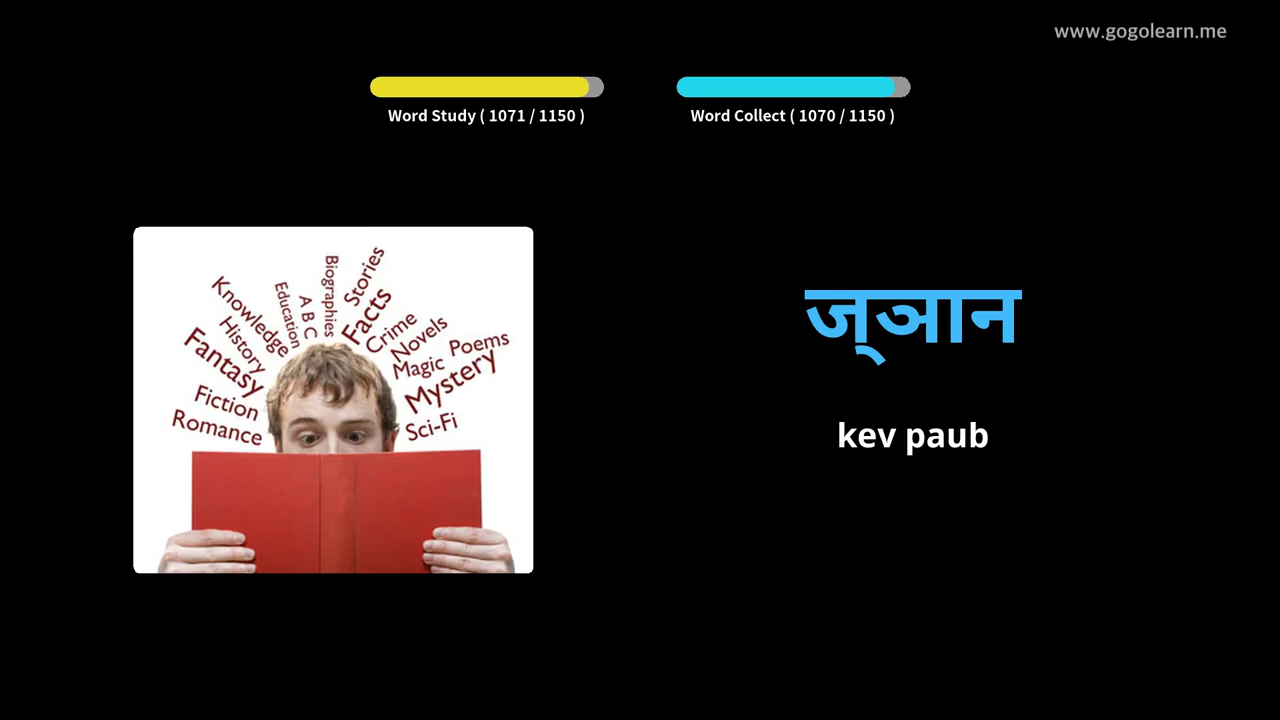 www.gogolearn.me
Word Study ( 1071 / 1150 )
Word Collect ( 1070 / 1150 )
Biographies
Stories
Education
A B C
Facts
Knowledge
Crime
History
Novels
Fantasy
Magic
Poems
Mystery
Fiction
Romance
Sci-Fi
ज्‌ञान
kev paub